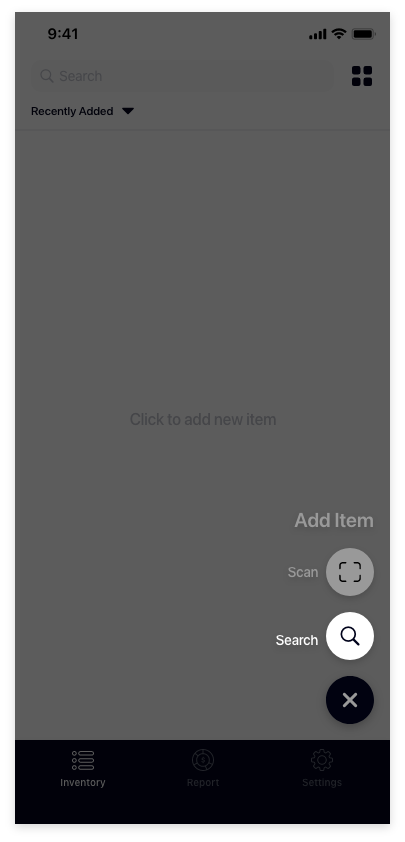 9:41
Search
Recently Added
Click to add new item
Add Item
Scan
Search
Inventory
Report
Settings